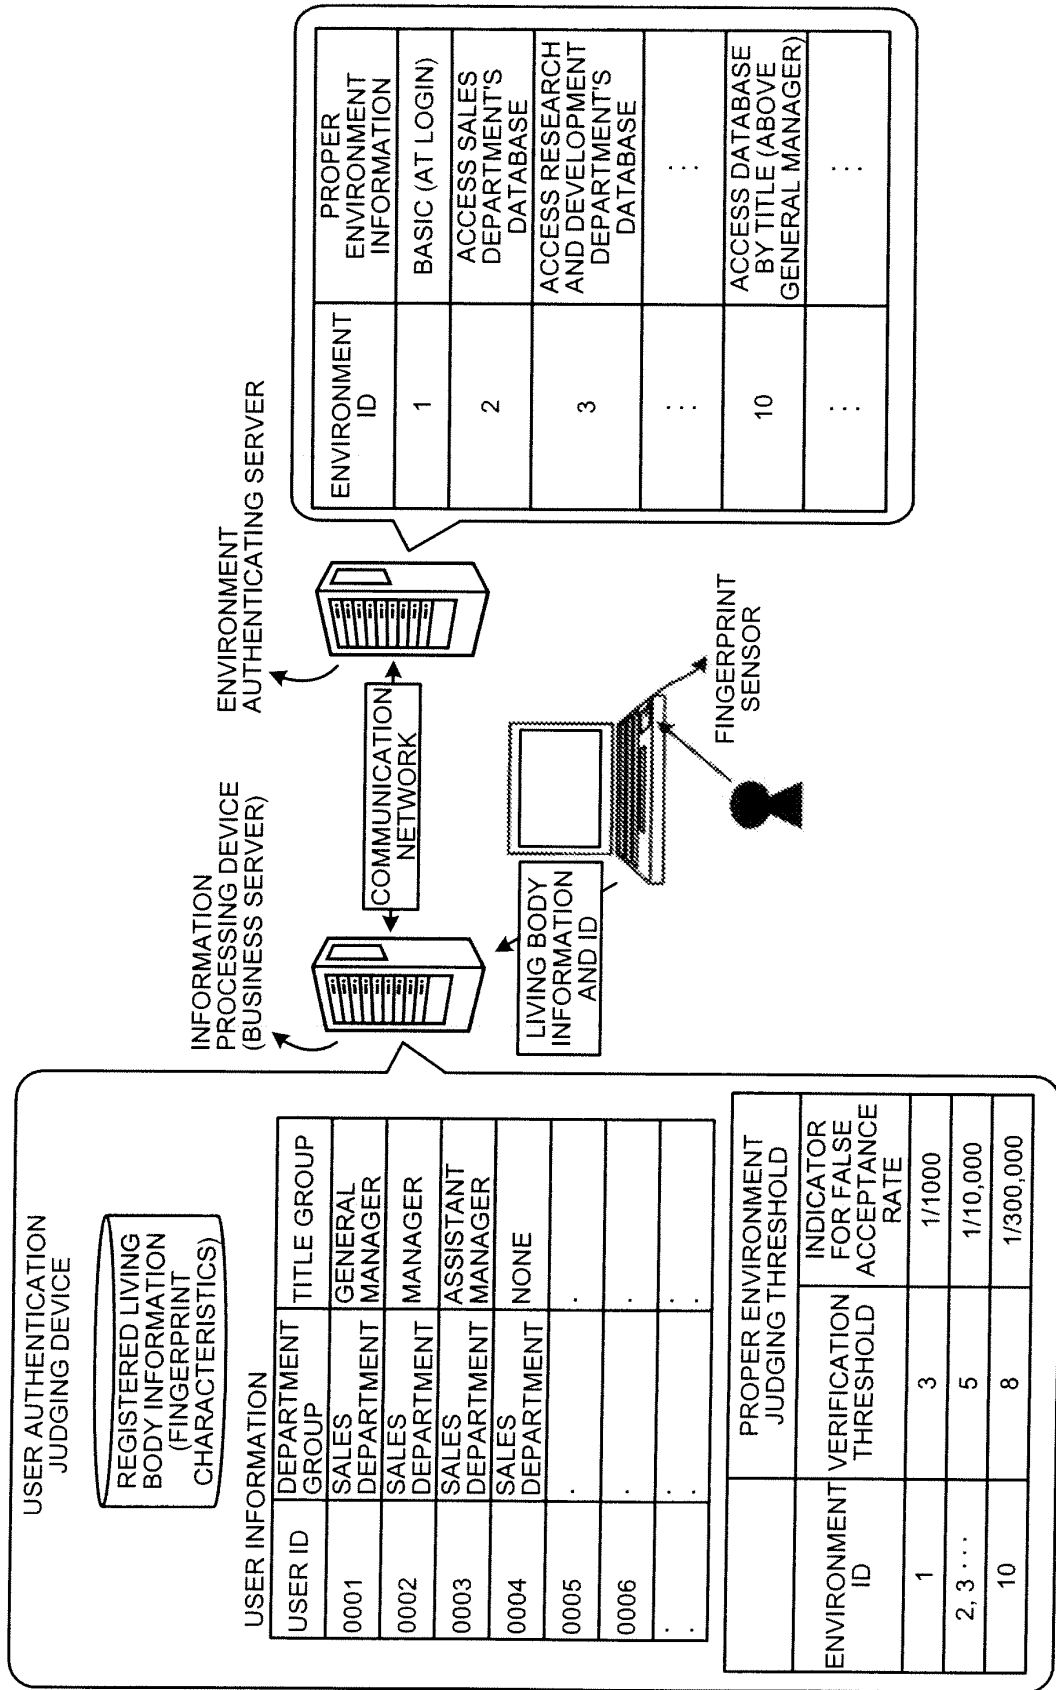 USER AUTHENTICATION
JUDGING DEVICE
REGISTERED LIVING
BODY INFORMATION
(FINGERPRINT
CHARACTERISTICS)
USER INFORMATION
USER ID
DEPARTMENT
GROUP
TITLE GROUP
0001
SALES
DEPARTMENT
GENERAL
MANAGER
0002
SALES
DEPARTMENT
MANAGER
0003
SALES
DEPARTMENT
ASSISTANT
MANAGER
0004
SALES
DEPARTMENT
NONE
0005
.
.
0006
.
.
. .
. .
. .
PROPER ENVIRONMENT
JUDGING THRESHOLD
ENVIRONMENT
ID
VERIFICATION
THRESHOLD
INDICATOR
FOR FALSE
ACCEPTANCE
RATE
1
3
1/1000
2, 3 · · ·
5
1/10,000
10
8
1/300,000
INFORMATION
PROCESSING DEVICE
(BUSINESS SERVER)
COMMUNICATION
NETWORK
LIVING BODY
INFORMATION
AND ID
FINGERPRINT
SENSOR
ENVIRONMENT
AUTHENTICATING SERVER
ENVIRONMENT
ID
PROPER
ENVIRONMENT
INFORMATION
1
BASIC (AT LOGIN)
2
ACCESS SALES
DEPARTMENT'S
DATABASE
3
ACCESS RESEARCH
AND DEVELOPMENT
DEPARTMENT'S
DATABASE
. . .
. . .
10
ACCESS DATABASE
BY TITLE (ABOVE
GENERAL MANAGER)
. . .
. . .